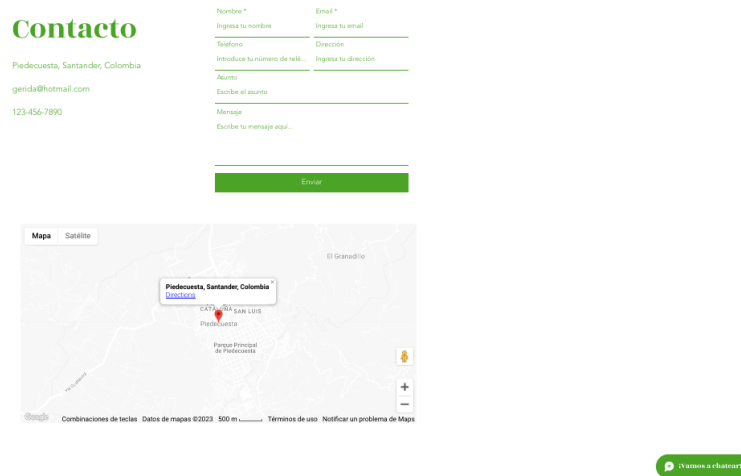 Contacto
Piedecuesta, Santander, Colombia
gerida@hotmail.com
123-456-7890
Nombre *
Email *
Ingresa tu nombre
Ingresa tu email
Teléfono
Dirección
Introduce tu número de telé...
Ingresa tu dirección
Asunto
Escribe el asunto
Mensaje
Escribe tu mensaje aquí...
Enviar
Mapa
Satélite
El Granadillo
Piedecuesta, Santander, Colombia
Directions
SAN LUIS
Piedecuesta
Parque Principal
de Piedecuesta
Google
Combinaciones de teclas
Datos de mapas ©2023
500 m
Términos de uso
Notificar un problema de Maps
¡Vamos a chatear!